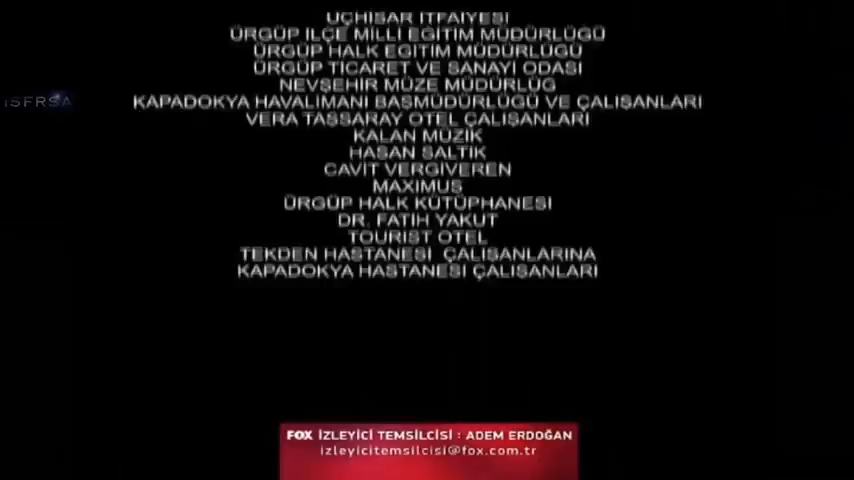 UÇHİSAR İTFAİYESİ
ÜRGÜP İLÇE MİLLİ EĞİTİM MÜDÜRLÜĞÜ
ÜRGÜP HALK EĞİTİM MÜDÜRLÜĞÜ
ÜRGÜP TİCARET VE SANAYİ ODASI
NEVŞEHİR MÜZE MÜDÜRLÜĞ
KAPADOKYA HAVALİMANI BAŞMÜDÜRLÜĞÜ VE ÇALIŞANLARI
VERA TAŞSARAY OTEL ÇALIŞANLARI
KALAN MÜZİK
HASAN SALTIK
CAVİT VERGİVEREN
MAXIMUS
ÜRGÜP HALK KÜTÜPHANESİ
DR. FATİH YAKUT
TOURIST OTEL
TEKDEN HASTANESİ ÇALIŞANLARINA
KAPADOKYA HASTANESİ ÇALIŞANLARI
FOX İZLEYİCİ TEMSİLCİSİ : ADEM ERDOĞAN
izleyicitemsilcisi@fox.com.tr